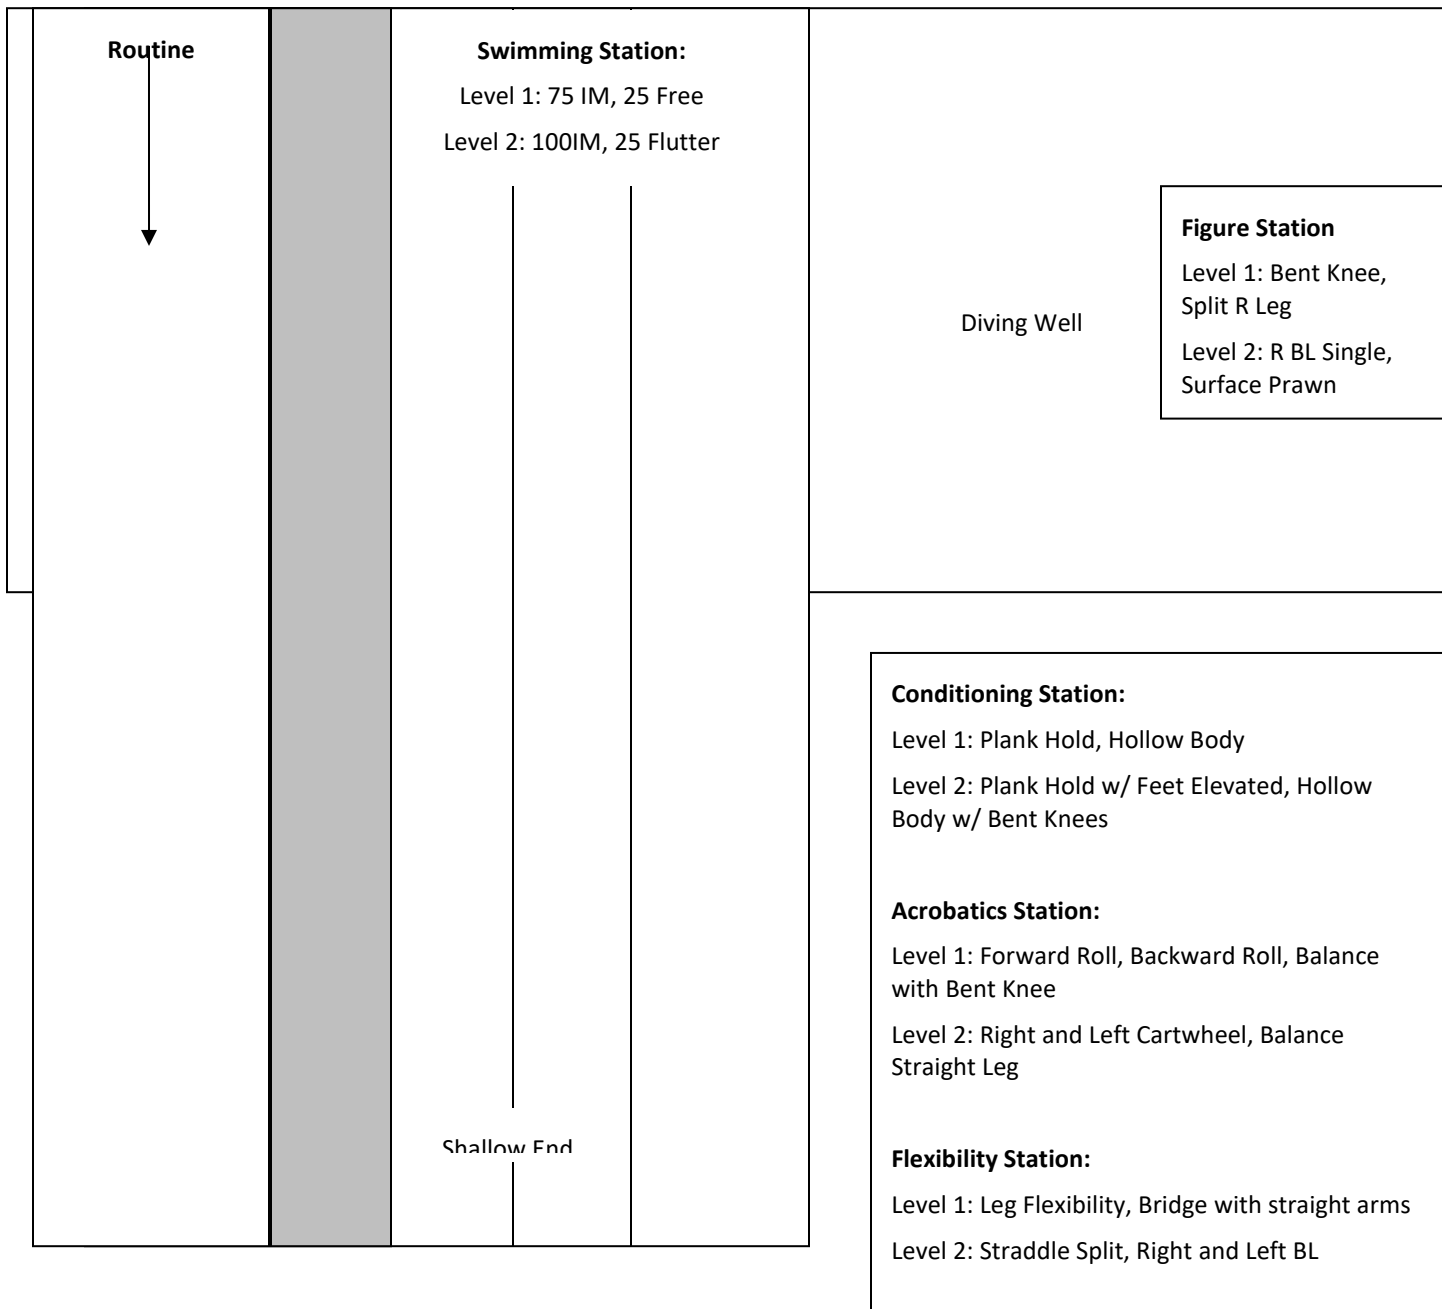 Routine
Swimming Station:
Level 1: 75 IM, 25 Free
Level 2: 100IM, 25 Flutter
Figure Station
Level 1: Bent Knee,
Split R Leg
Level 2: R BL Single,
Surface Prawn
Diving Well
Conditioning Station:
Level 1: Plank Hold, Hollow Body
Level 2: Plank Hold w/ Feet Elevated, Hollow
Body w/ Bent Knees
Acrobatics Station:
Level 1: Forward Roll, Backward Roll, Balance
with Bent Knee
Level 2: Right and Left Cartwheel, Balance
Straight Leg
Shallow End
Flexibility Station:
Level 1: Leg Flexibility, Bridge with straight arms
Level 2: Straddle Split, Right and Left BL